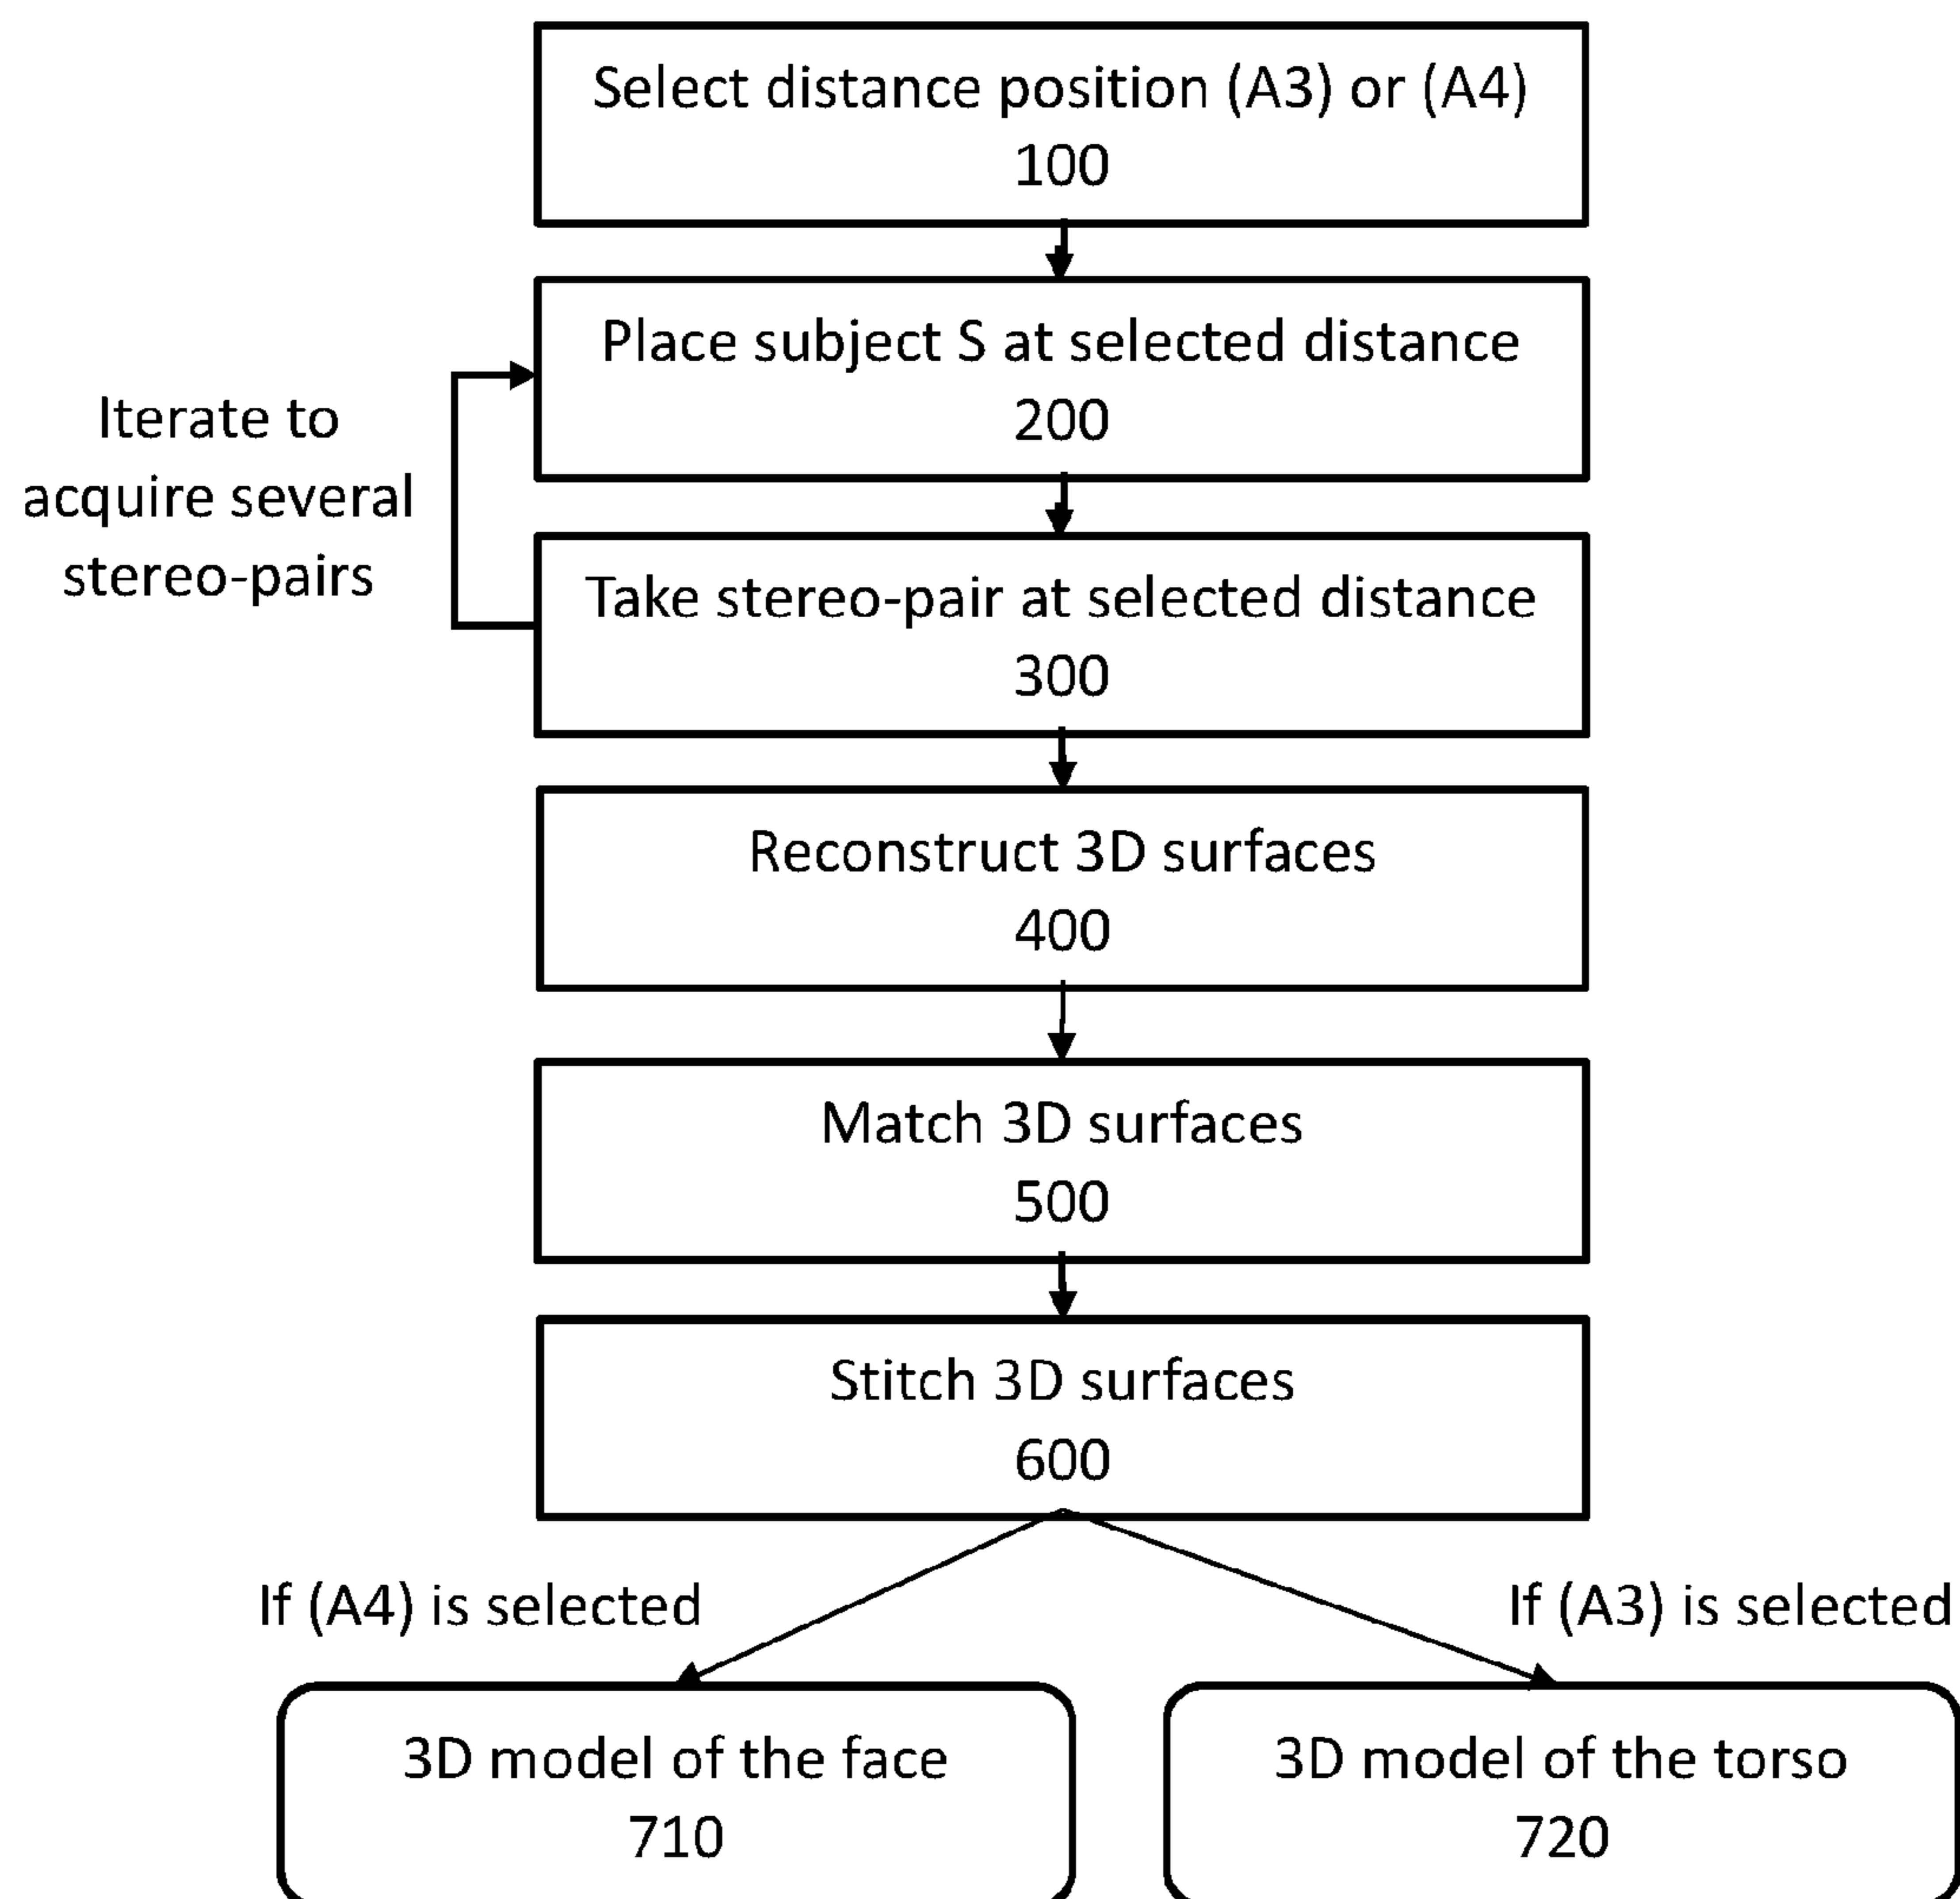 Select distance position (A3) or (A4)
100
Place subject S at selected distance
200
Iterate to
acquire several
stereo-pairs
Take stereo-pair at selected distance
300
Reconstruct 3D surfaces
400
Match 3D surfaces
500
Stitch 3D surfaces
600
If (A4) is selected
If (A3) is selected
3D model of the face
710
3D model of the torso
720